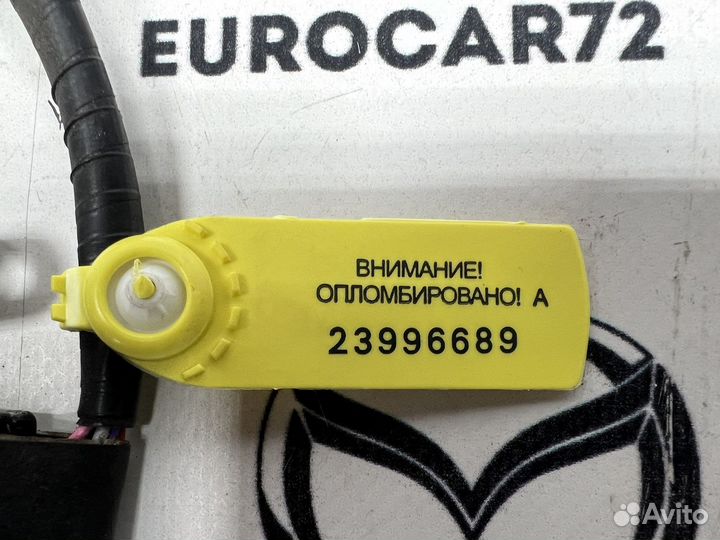 EUROCAR72
ВНИМАНИЕ!
ОПЛОМБИРОВАНО! А
23996689
Avito